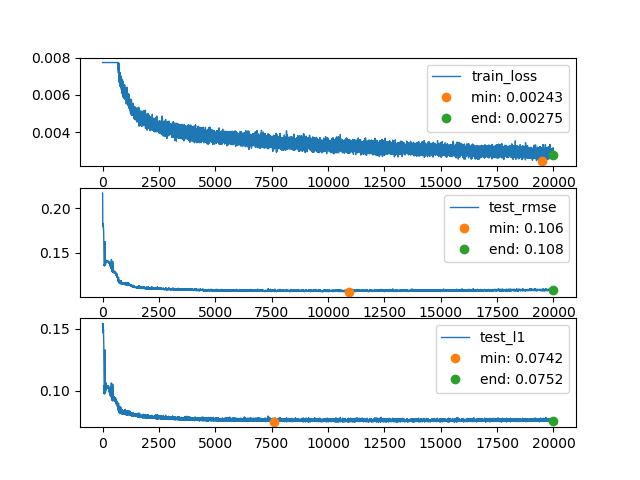 0.008
0.006
0.004
train_loss
min: 0.00243
end: 0.00275
0 2500 5000 7500 10000 12500 15000 17500 20000
0.20
0.15
test_rmse
min: 0.106
end: 0.108
0 2500 5000 7500 10000 12500 15000 17500 20000
0.15
0.10
test_l1
min: 0.0742
end: 0.0752
0 2500 5000 7500 10000 12500 15000 17500 20000